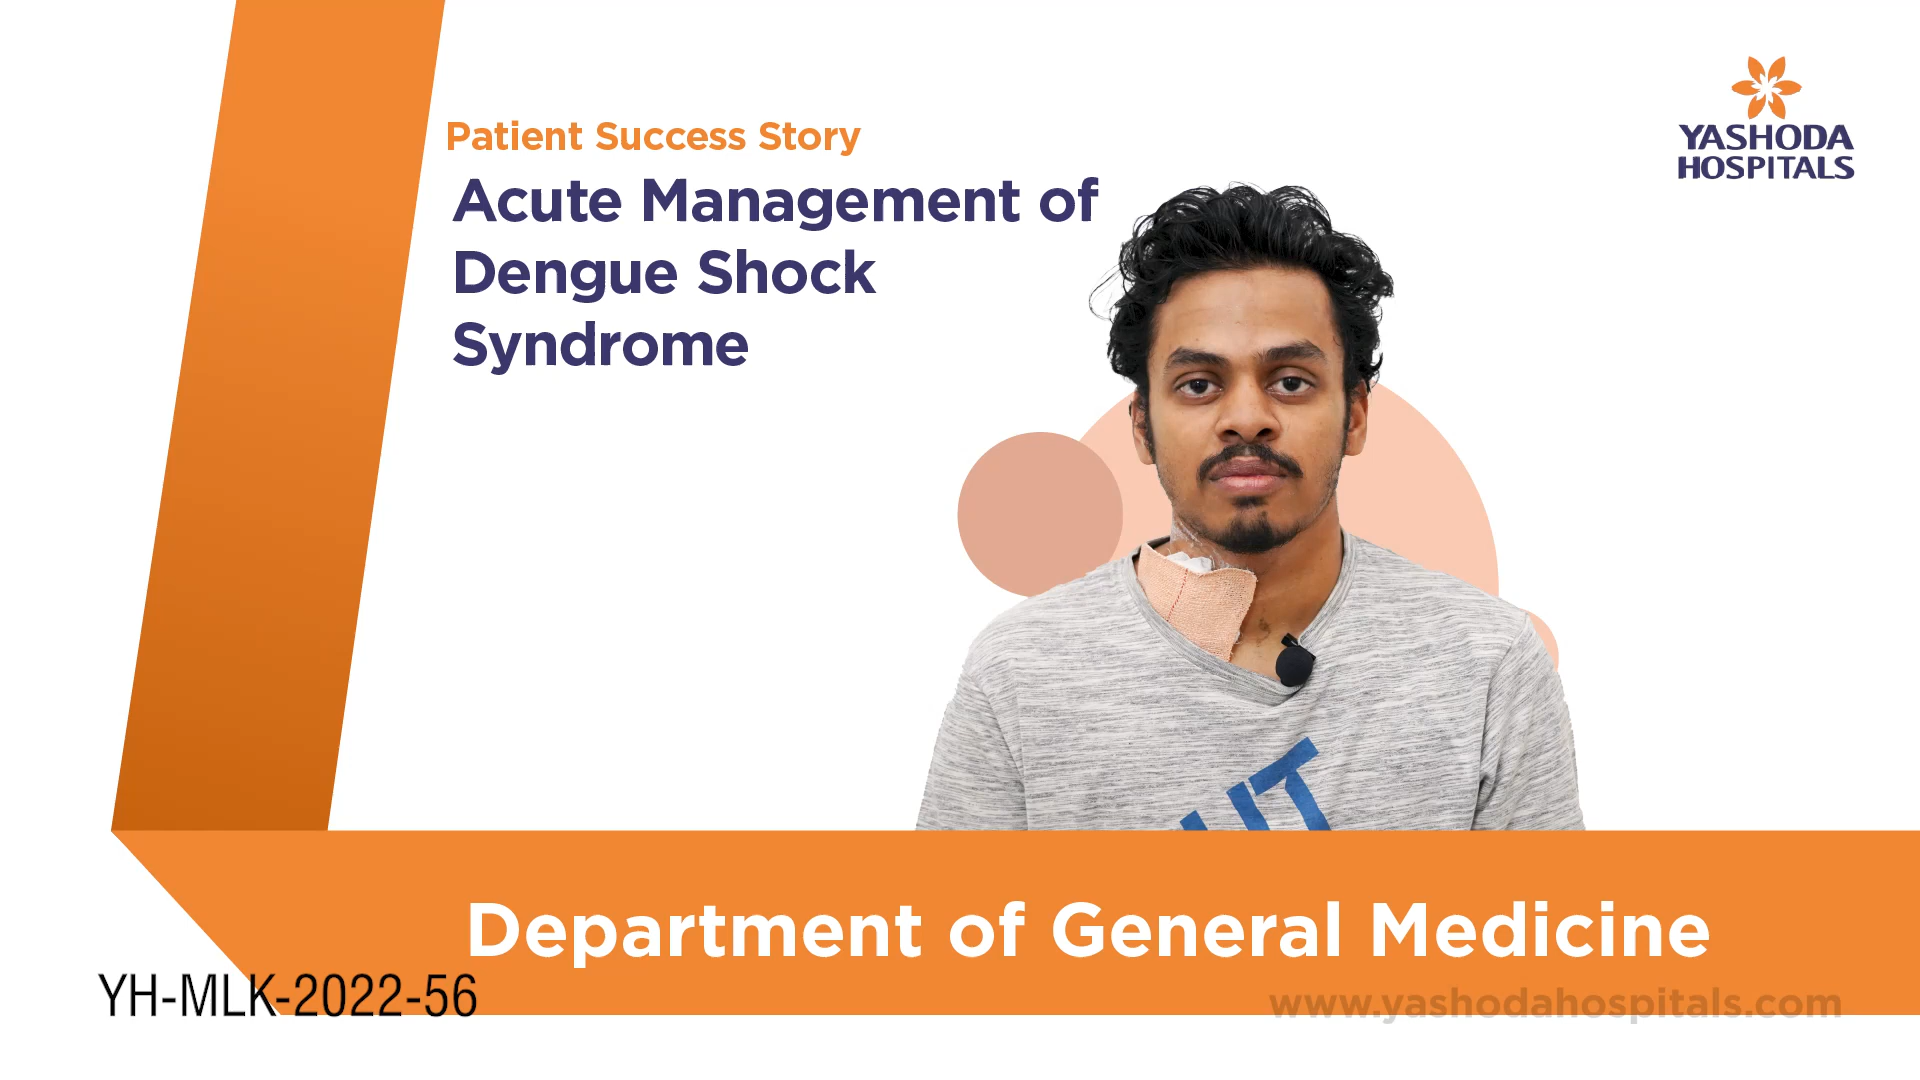 YASHODA
HOSPITALS
Patient Success Story
Acute Management of
Dengue Shock
Syndrome
Department of General Medicine
YH-MLK-2022-56
www.yashodahospitals.com